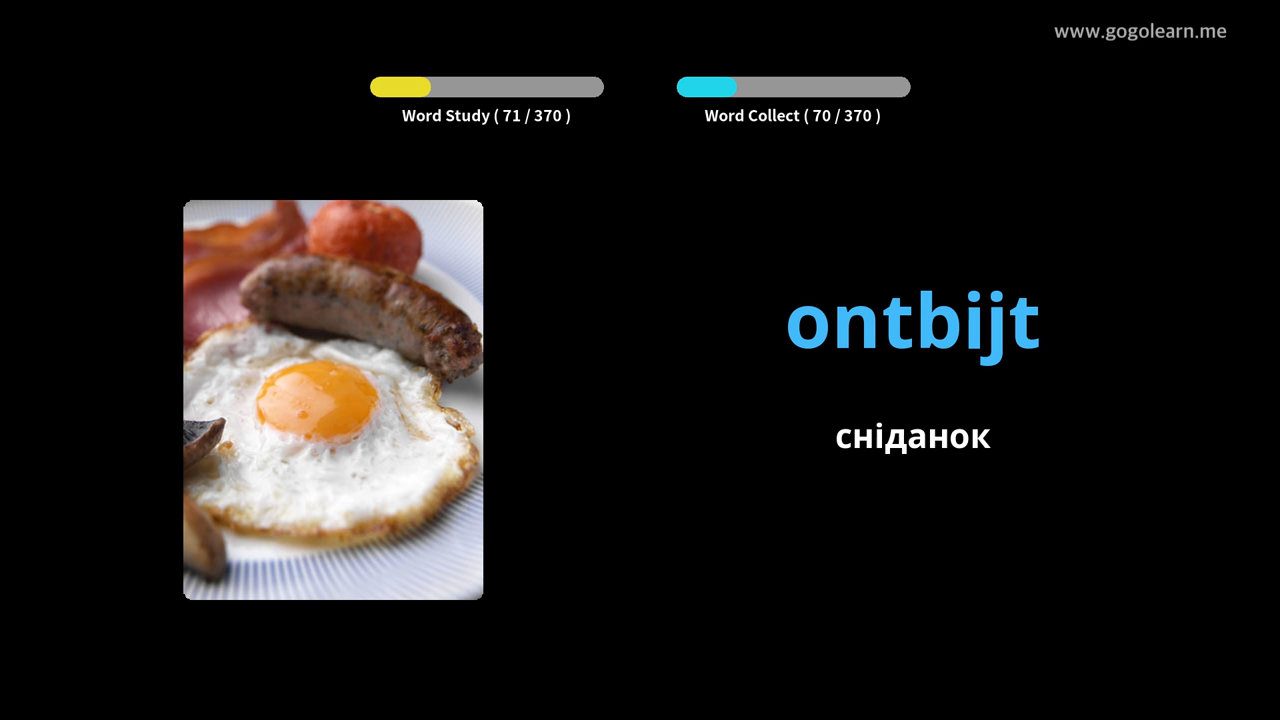 www.gogolearn.me
Word Study ( 71 / 370 )
Word Collect ( 70 / 370 )
ontbijt
сніданок